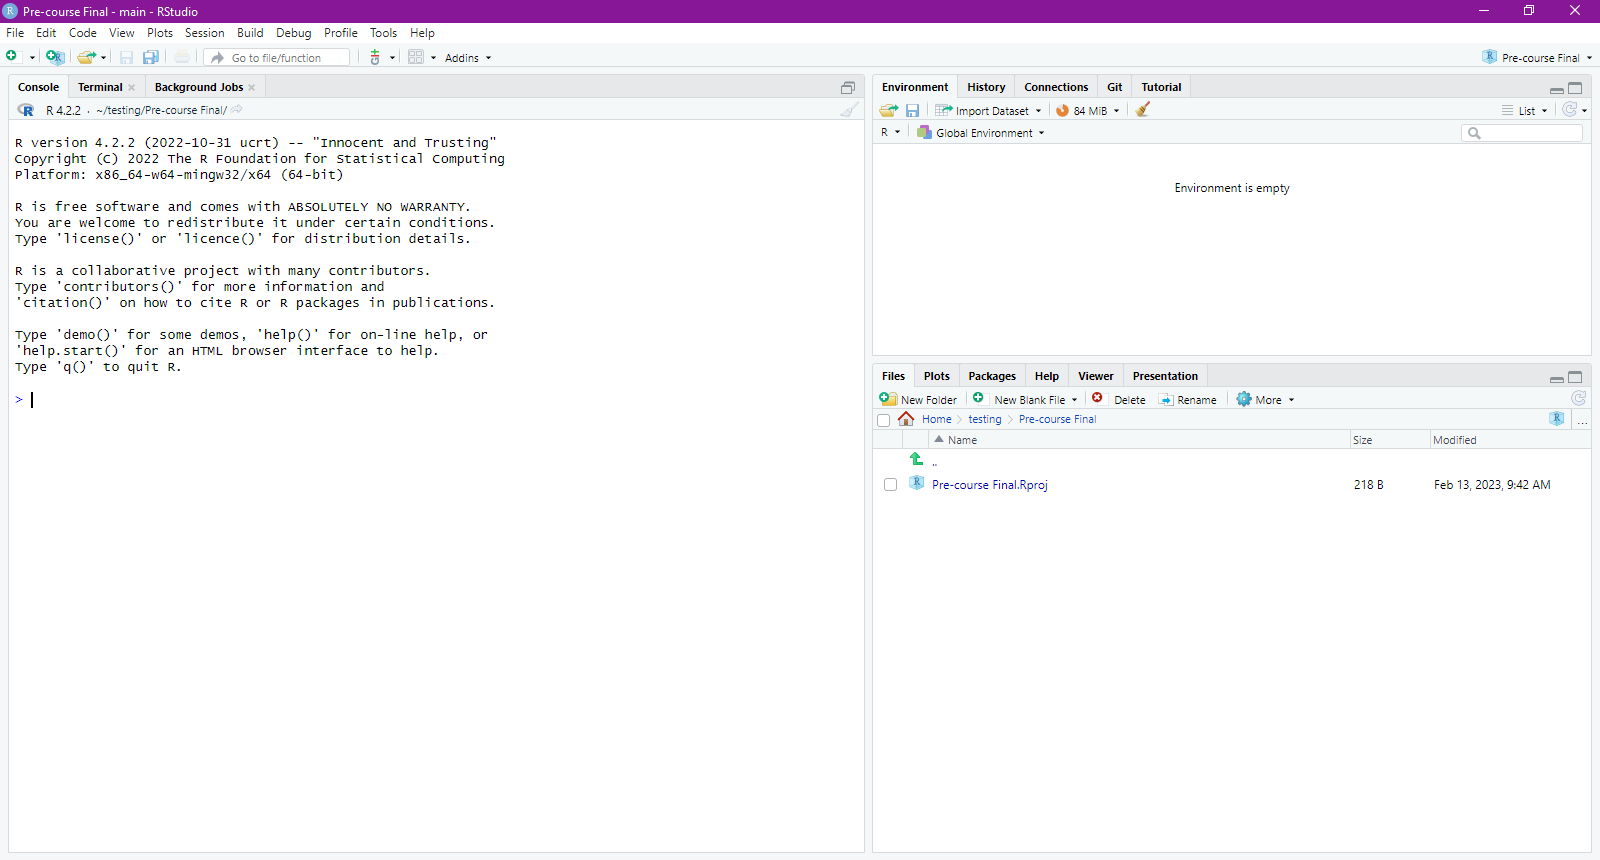 Pre-course Final - main - RStudio
File Edit Code View Plots Session Build Debug Profile Tools Help
Go to file/function Addins Pre-course Final
Console Terminal Background Jobs
R 4.2.2 · ~/testing/Pre-course Final/
R version 4.2.2 (2022-10-31 ucrt) -- "Innocent and Trusting"
Copyright (C) 2022 The R Foundation for Statistical Computing
Platform: x86_64-w64-mingw32/x64 (64-bit)
R is free software and comes with ABSOLUTELY NO WARRANTY.
You are welcome to redistribute it under certain conditions.
Type 'license()' or 'licence()' for distribution details.
R is a collaborative project with many contributors.
Type 'contributors()' for more information and
'citation()' on how to cite R or R packages in publications.
Type 'demo()' for some demos, 'help()' for on-line help, or
'help.start()' for an HTML browser interface to help.
Type 'q()' to quit R.
>
Environment History Connections Git Tutorial
Import Dataset 84 MiB List
R Global Environment
Environment is empty
Files Plots Packages Help Viewer Presentation
New Folder New Blank File Delete Rename More
Home testing Pre-course Final ...
Name Size Modified
..
Pre-course Final.Rproj 218 B Feb 13, 2023, 9:42 AM